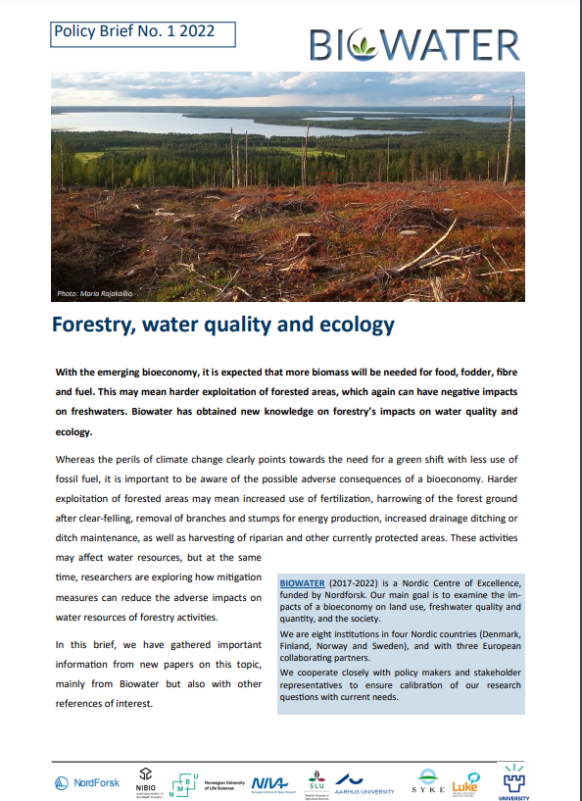 Policy Brief No. 1 2022
BIOWATER
Photo: Maria Rajakallio
Forestry, water quality and ecology
With the emerging bioeconomy, it is expected that more biomass will be needed for food, fodder, fibre
and fuel. This may mean harder exploitation of forested areas, which again can have negative impacts
on freshwaters. Biowater has obtained new knowledge on forestry's impacts on water quality and
ecology.
Whereas the perils of climate change clearly points towards the need for a green shift with less use of
fossil fuel, it is important to be aware of the possible adverse consequences of a bioeconomy. Harder
exploitation of forested areas may mean increased use of fertilization, harrowing of the forest ground
after clear-felling, removal of branches and stumps for energy production, increased drainage ditching or
ditch maintenance, as well as harvesting of riparian and other currently protected areas. These activities
may affect water resources, but at the same
time, researchers are exploring how mitigation
measures can reduce the adverse impacts on
water resources of forestry activities.
In this brief, we have gathered important
information from new papers on this topic,
mainly from Biowater but also with other
references of interest.
BIOWATER (2017-2022) is a Nordic Centre of Excellence,
funded by Nordforsk. Our main goal is to examine the im-
pacts of a bioeconomy on land use, freshwater quality and
quantity, and the society.
We are eight institutions in four Nordic countries (Denmark,
Finland, Norway and Sweden), and with three European
collaborating partners.
We cooperate closely with policy makers and stakeholder
representatives to ensure calibration of our research
questions with current needs.
NordForsk
NIBIO
N M B U
Norwegian University
of Life Sciences
NIVA
SLU
AARHUS UNIVERSITY
SYKE
Luke
UNIVERSITY